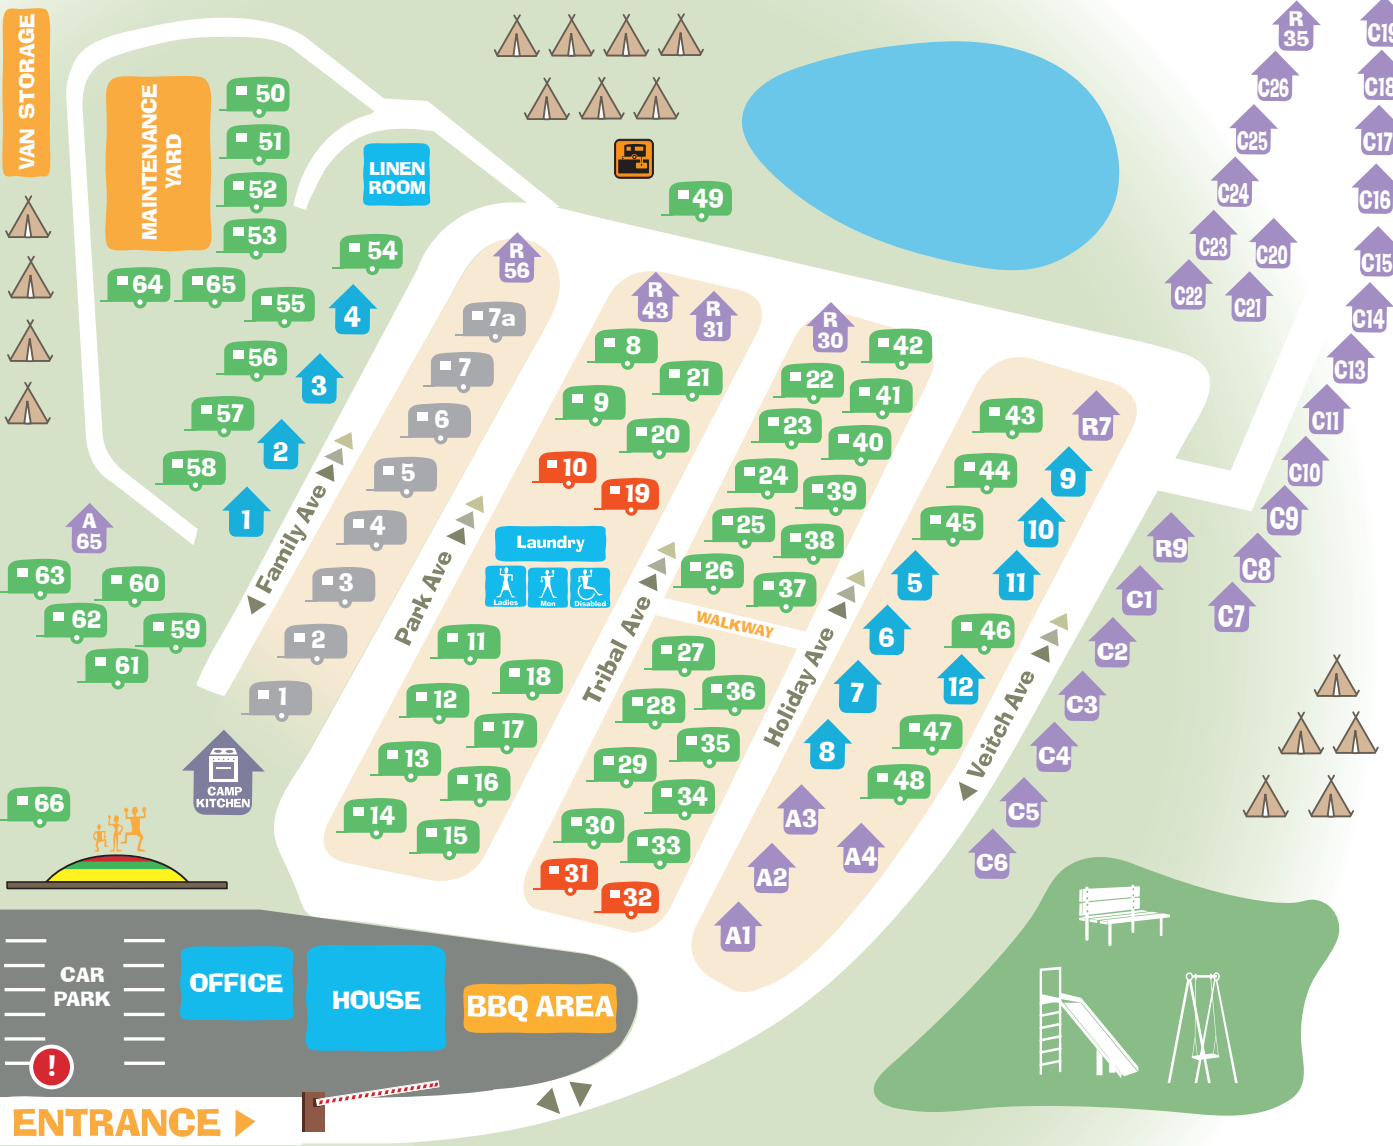 VAN STORAGE
MAINTENANCE
YARD
50
51
52
53
64
65
54
55
56
57
58
LINEN
ROOM
4
3
2
1
A
65
63
60
62
59
61
66
CAMP
KITCHEN
Family Ave
R
56
7a
7
6
5
4
3
2
1
Park Ave
49
R
43
R
31
8
21
9
20
10
19
Laundry
Ladies
Men
Disabled
11
18
12
17
13
16
14
15
Tribal Ave
R
30
42
22
41
23
40
24
39
25
38
26
37
WALKWAY
27
36
28
35
29
34
30
33
31
32
Holiday Ave
43
R7
44
9
45
10
5
11
6
46
7
12
8
47
48
A3
A4
A2
A1
Veitch Ave
R
35
C19
C26
C18
C25
C17
C24
C16
C23
C20
C15
C22
C21
C14
C13
C11
C10
C9
R9
C8
C1
C7
C2
C3
C4
C5
C6
CAR
PARK
OFFICE
HOUSE
BBQ AREA
!
ENTRANCE